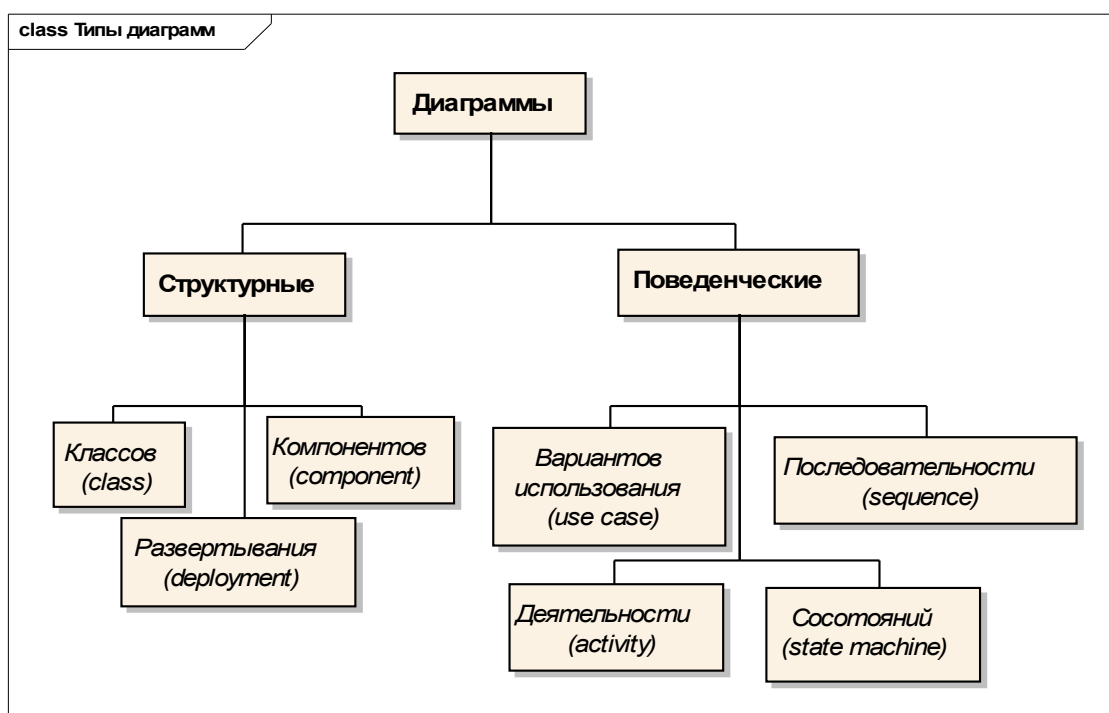 class Типы диаграмм
Диаграммы
Структурные
Поведенческие
Классов
(class)
Компонентов
(component)
Развертывания
(deployment)
Вариантов
использования
(use case)
Последовательности
(sequence)
Деятельности
(activity)
Сосотояний
(state machine)